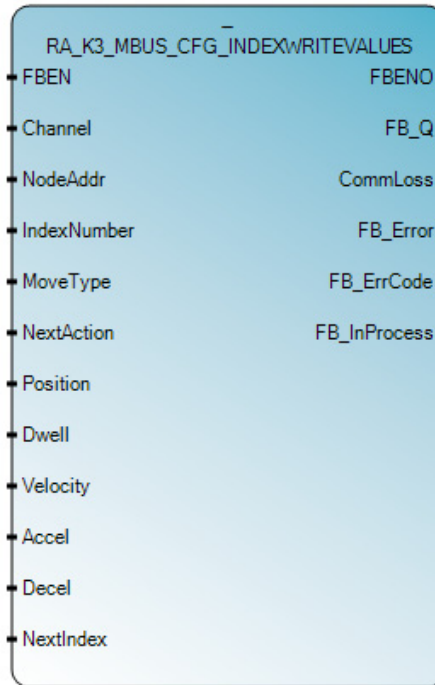 _
RA_K3_MBUS_CFG_INDEXWRITEVALUES
FBEN FBENO
Channel FB_Q
NodeAddr CommLoss
IndexNumber FB_Error
MoveType FB_ErrCode
NextAction FB_InProcess
Position
Dwell
Velocity
Accel
Decel
NextIndex